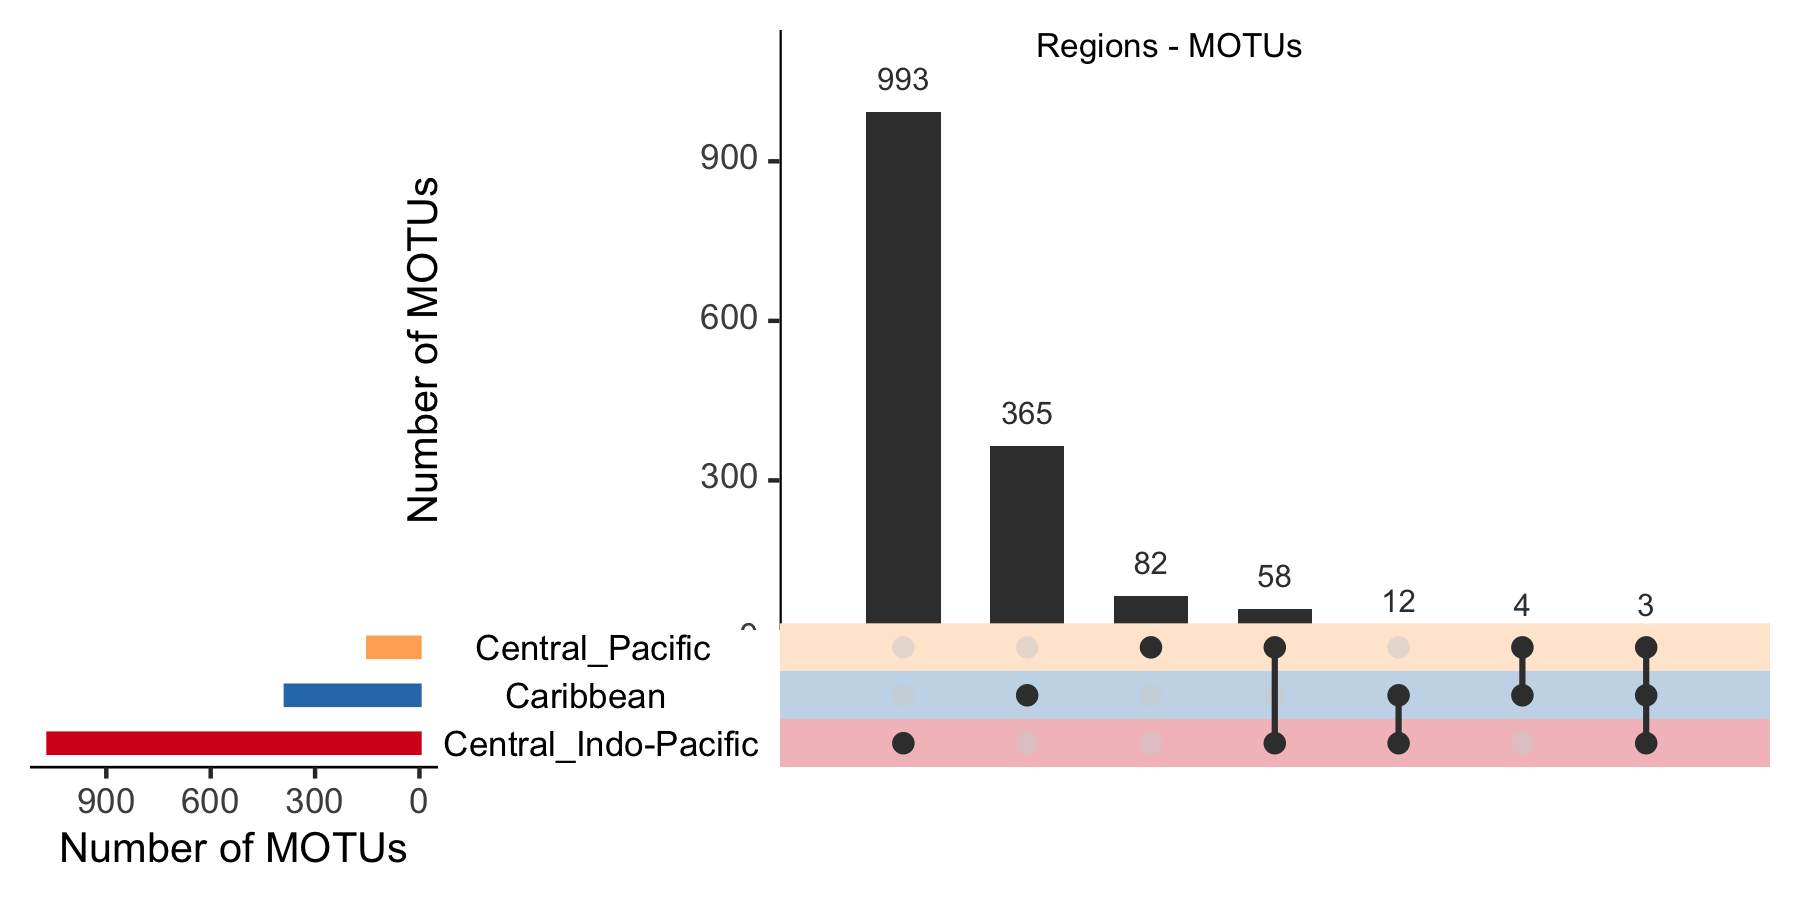 Regions - MOTUs
993
900
Number of MOTUs
600
365
300
82
58
12
4
3
0
Central_Pacific
Caribbean
Central_Indo-Pacific
900 600 300 0
Number of MOTUs